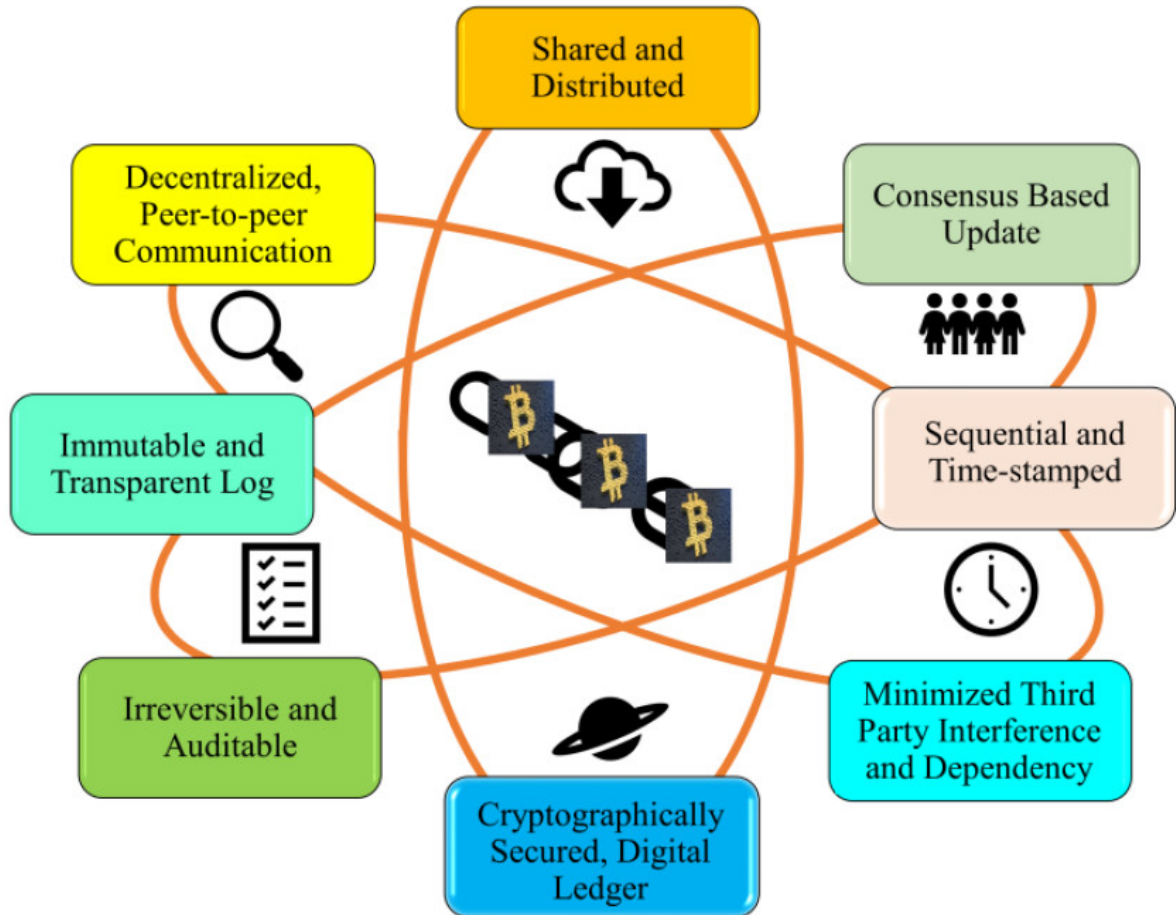 Shared and
Distributed
Decentralized,
Peer-to-peer
Communication
Consensus Based
Update
Immutable and
Transparent Log
Sequential and
Time-stamped
Irreversible and
Auditable
Minimized Third
Party Interference
and Dependency
Cryptographically
Secured, Digital
Ledger